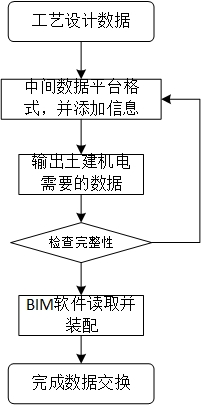 工艺设计数据
中间数据平台格
式，并添加信息
输出土建机电
需要的数据
检查完整性
BIM软件读取并
装配
完成数据交换